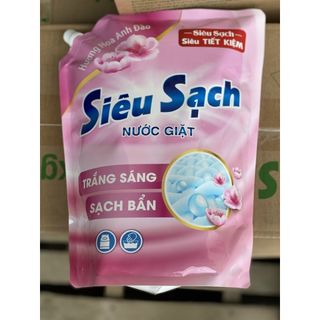 Hương Hoa Anh Đào
Siêu Sạch
Siêu TIẾT KIỆM
Siêu Sạch
NƯỚC GIẶT
TRẮNG SÁNG
SẠCH BẨN